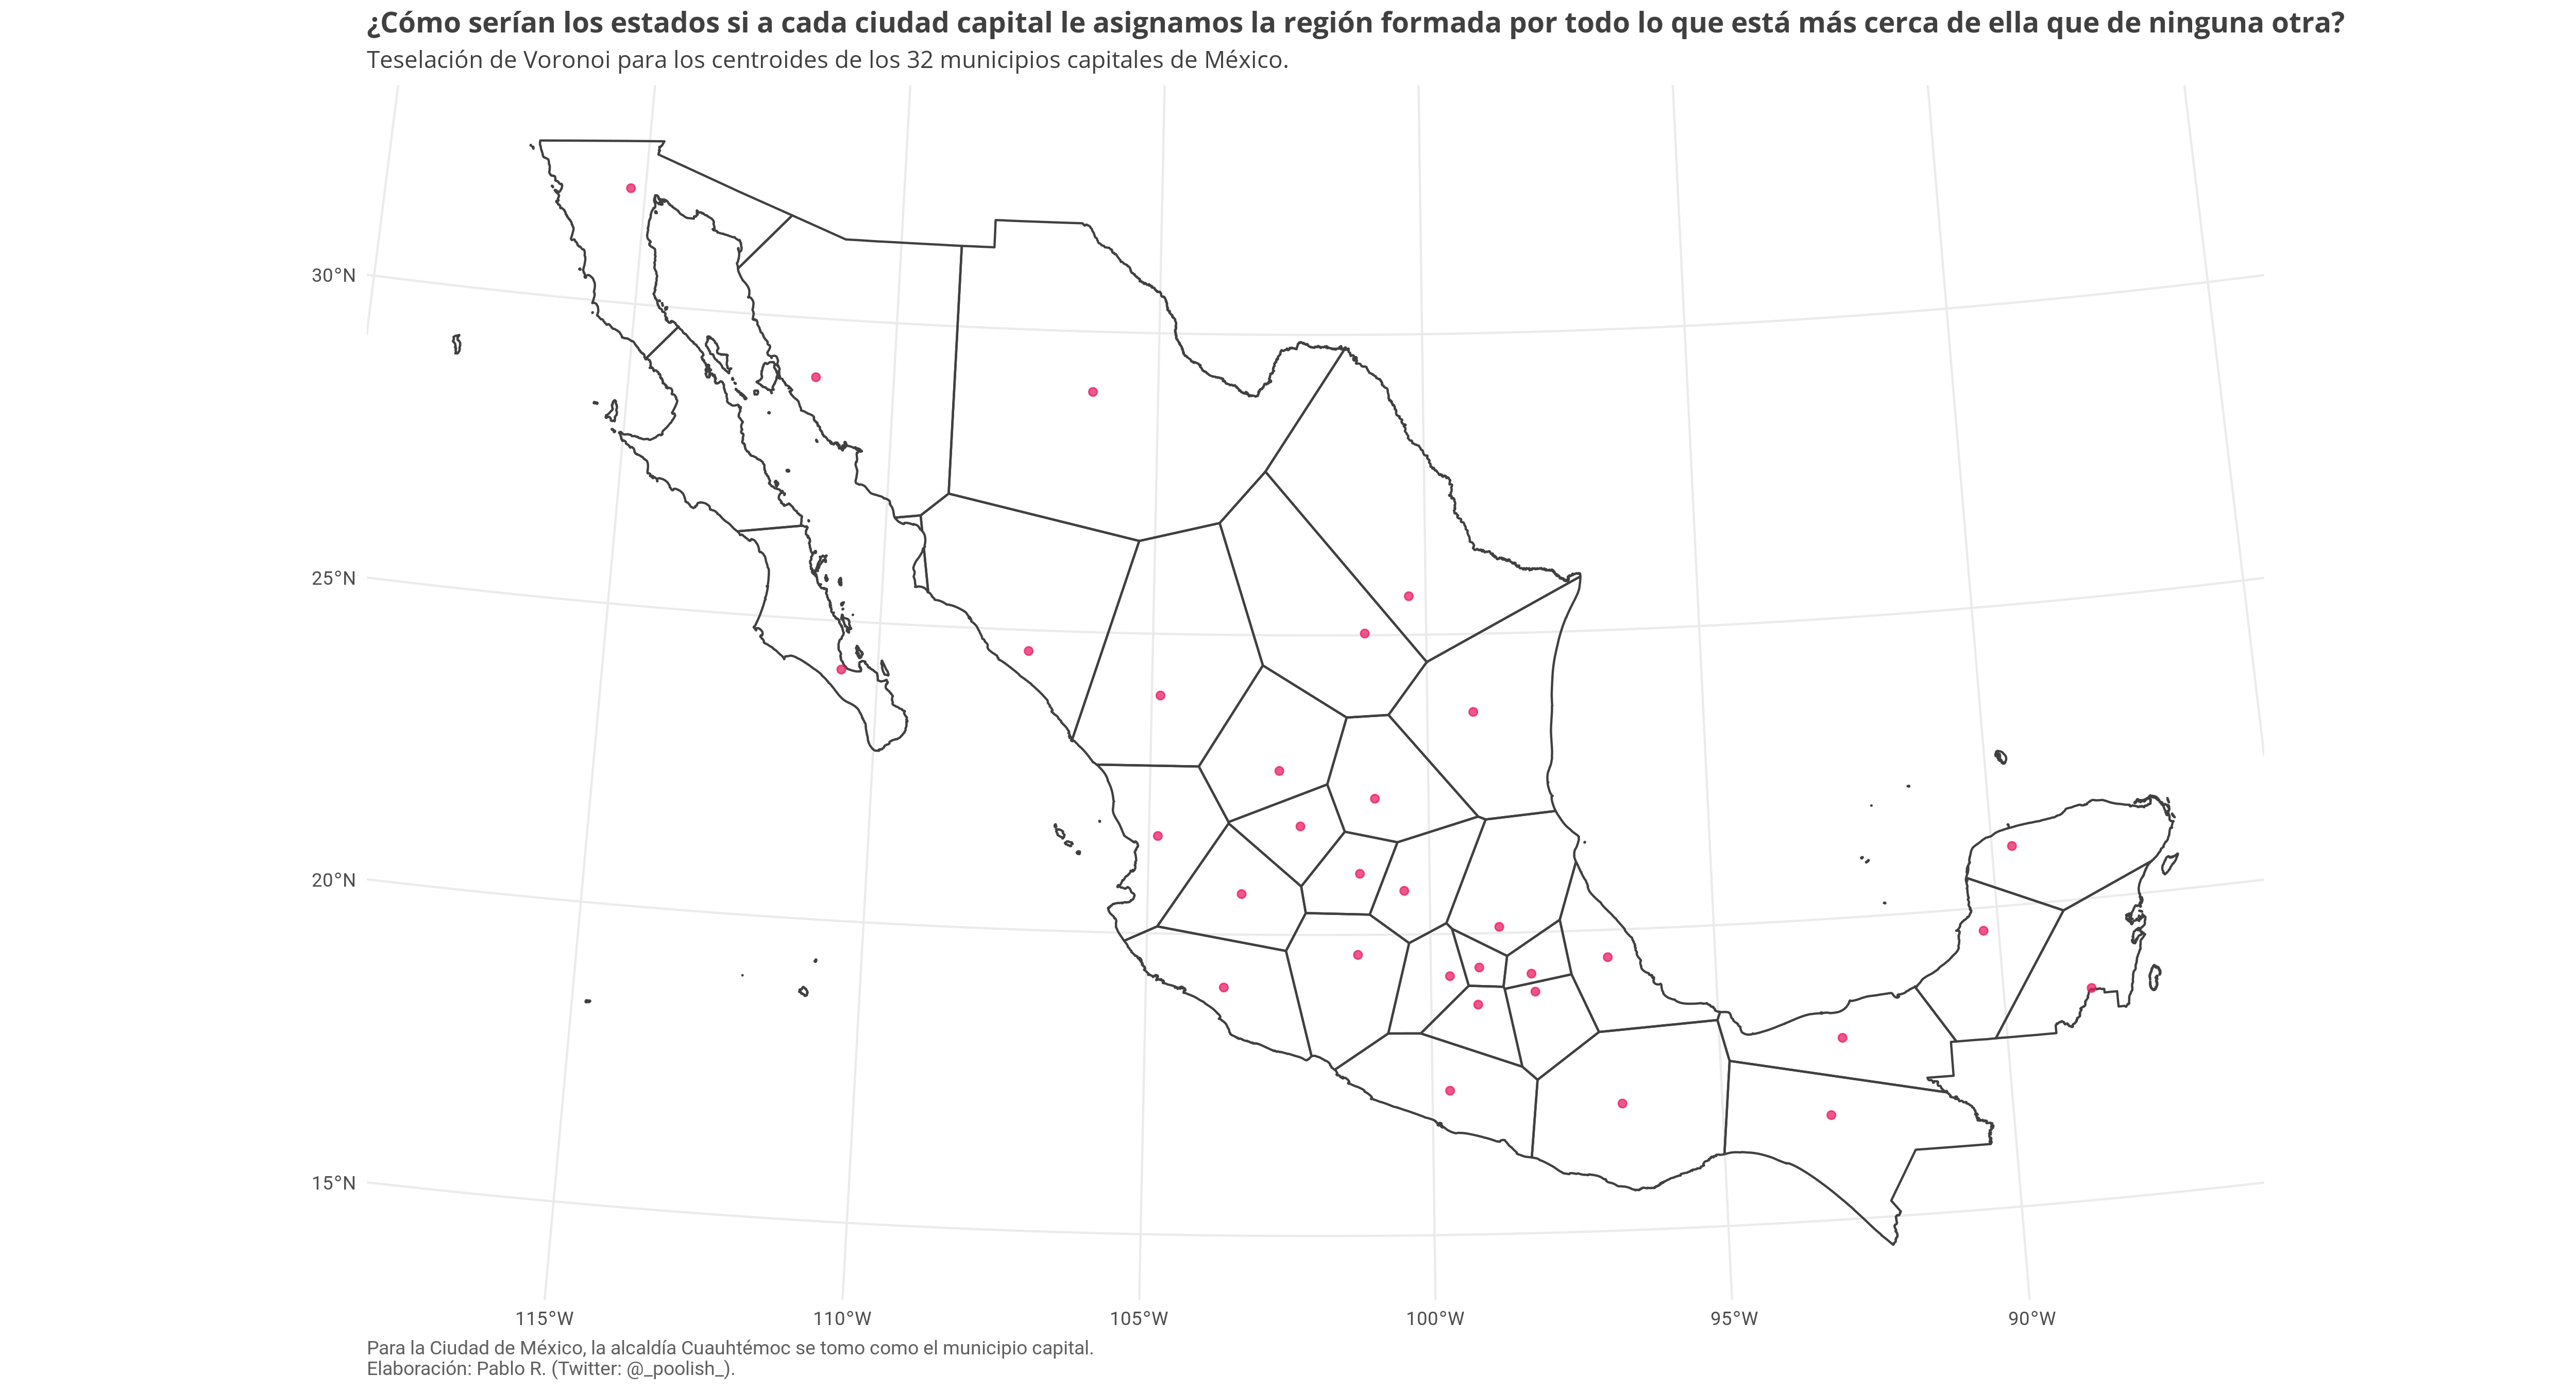 ¿Cómo serían los estados si a cada ciudad capital le asignamos la región formada por todo lo que está más cerca de ella que de ninguna otra?
Teselación de Voronoi para los centroides de los 32 municipios capitales de México.
30°N
25°N
20°N
15°N
115°W
110°W
105°W
100°W
95°W
90°W
Para la Ciudad de México, la alcaldía Cuauhtémoc se tomo como el municipio capital.
Elaboración: Pablo R. (Twitter: @_poolish_).